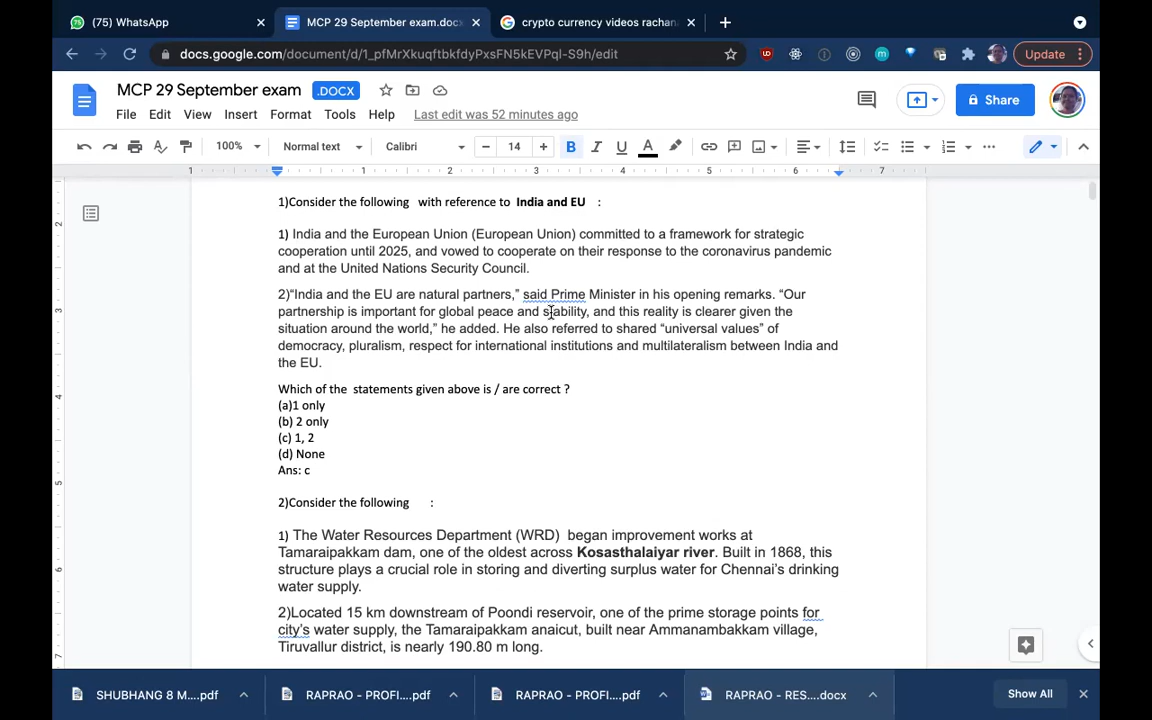 (75) WhatsApp
MCP 29 September exam.docx
crypto currency videos rachan
docs.google.com/document/d/1_pfMrXkuqftbkfdyPxsFN5kEVPql-S9h/edit
Update
MCP 29 September exam .DOCX
File Edit View Insert Format Tools Help Last edit was 52 minutes ago
Share
100% Normal text Calibri 14 B I U A
1 1 2 3 4 5 6 7
1)Consider the following with reference to India and EU :
1) India and the European Union (European Union) committed to a framework for strategic
cooperation until 2025, and vowed to cooperate on their response to the coronavirus pandemic
and at the United Nations Security Council.
2)“India and the EU are natural partners,” said Prime Minister in his opening remarks. “Our
partnership is important for global peace and stability, and this reality is clearer given the
situation around the world,” he added. He also referred to shared “universal values” of
democracy, pluralism, respect for international institutions and multilateralism between India and
the EU.
Which of the statements given above is / are correct ?
(a)1 only
(b) 2 only
(c) 1, 2
(d) None
Ans: c
2)Consider the following :
1) The Water Resources Department (WRD) began improvement works at
Tamaraipakkam dam, one of the oldest across Kosasthalaiyar river. Built in 1868, this
structure plays a crucial role in storing and diverting surplus water for Chennai’s drinking
water supply.
2)Located 15 km downstream of Poondi reservoir, one of the prime storage points for
city’s water supply, the Tamaraipakkam anaicut, built near Ammanambakkam village,
Tiruvallur district, is nearly 190.80 m long.
SHUBHANG 8 M....pdf
RAPRAO - PROFI....pdf
RAPRAO - PROFI....pdf
RAPRAO - RES....docx
Show All